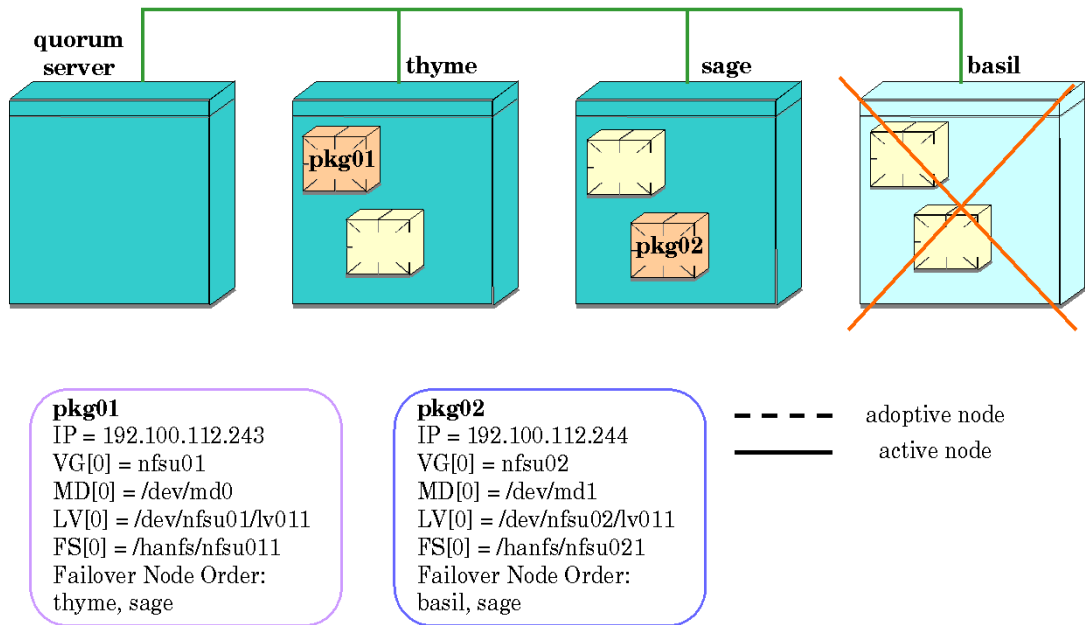 quorum
server
thyme
sage
basil
pkg01
pkg02
pkg01
IP = 192.100.112.243
VG[0] = nfsu01
MD[0] = /dev/md0
LV[0] = /dev/nfsu01/lv011
FS[0] = /hanfs/nfsu011
Failover Node Order:
thyme, sage
pkg02
IP = 192.100.112.244
VG[0] = nfsu02
MD[0] = /dev/md1
LV[0] = /dev/nfsu02/lv011
FS[0] = /hanfs/nfsu021
Failover Node Order:
basil, sage
adoptive node
active node